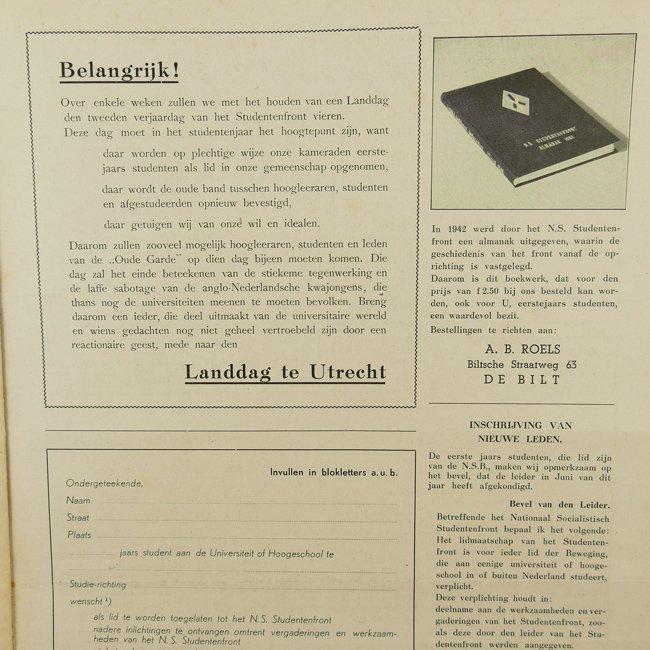 Belangrijk!
Over enkele weken zullen we met het houden van een Landdag
den tweeden verjaardag van het Studentenfront vieren.
Deze dag moet in het studentenjaar het hoogtepunt zijn, want
daar worden op plechtige wijze onze kameraden eerste-
jaars studenten als lid in onze gemeenschap opgenomen,
daar wordt de oude band tusschen hoogleeraren, studenten
en afgestudeerden opnieuw bevestigd,
daar getuigen wij van onze wil en idealen.
Daarom zullen zooveel mogelijk hoogleeraren, studenten en leden
van de „Oude Garde" op dien dag bijeen moeten komen. Die
dag zal het einde beteekenen van de stiekeme tegenwerking en
de laffe sabotage van de anglo-Nederlandsche kwajongens, die
thans nog de universiteiten meenen te moeten bevolken. Breng
daarom een ieder, die deel uitmaakt van de universitaire wereld
en wiens gedachten nog niet geheel vertroebeld zijn door een
reactionaire geest, mede naar den
Landdag te Utrecht
Invullen in blokletters a.u.b.
Ondergeteekende,
Naam
Straat
Plaats
jaars student aan de Universiteit of Hoogeschool te
Studie-richting
wenscht ¹)
als lid te worden toegelaten tot het N.S. Studentenfront
nadere inlichtingen te ontvangen omtrent vergaderingen en werkzaam-
heden van het N.S. Studentenfront
N.S. STUDENTENFRONT
ALMANAK 1942
In 1942 werd door het N.S. Studenten-
front een almanak uitgegeven, waarin de
geschiedenis van het front vanaf de op-
richting is vastgelegd.
Daarom is dit boekwerk, dat voor den
prijs van f 2.50 bij ons besteld kan wor-
den, ook voor U, eerstejaars studenten,
een waardevol bezit.
Bestellingen te richten aan:
A. B. ROELS
Biltsche Straatweg 63
DE BILT
INSCHRIJVING VAN
NIEUWE LEDEN.
De eerste jaars studenten, die lid zijn
van de N.S.B., maken wij opmerkzaam op
het bevel, dat de leider in Juni van dit
jaar heeft afgekondigd.
Bevel van den Leider.
Betreffende het Nationaal Socialistisch
Studentenfront bepaal ik het volgende:
Het lidmaatschap van het Studenten-
front is voor ieder lid der Beweging,
die aan eenige universiteit of hooge-
school in of buiten Nederland studeert,
verplicht.
Deze verplichting houdt in:
deelname aan de werkzaamheden en ver-
gaderingen van het Studentenfront, zoo-
als deze door den leider van het Stu-
dentenfront werden aangegeven.